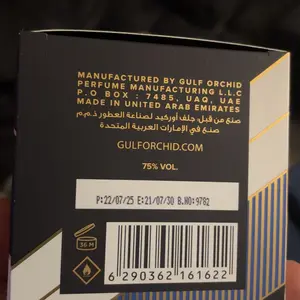 MANUFACTURED BY GULF ORCHID
PERFUME MANUFACTURING L.L.C
P.O BOX : 7485, UAQ, UAE
MADE IN UNITED ARAB EMIRATES
صنع من قبل، جلف أوركيد لصناعة العطور ذ.م.م
صنع في الإمارات العربية المتحدة
GULFORCHID.COM
75% VOL.
P:22/07/25 E:21/07/30 B.NO:9782
36 M
6 290362 161622